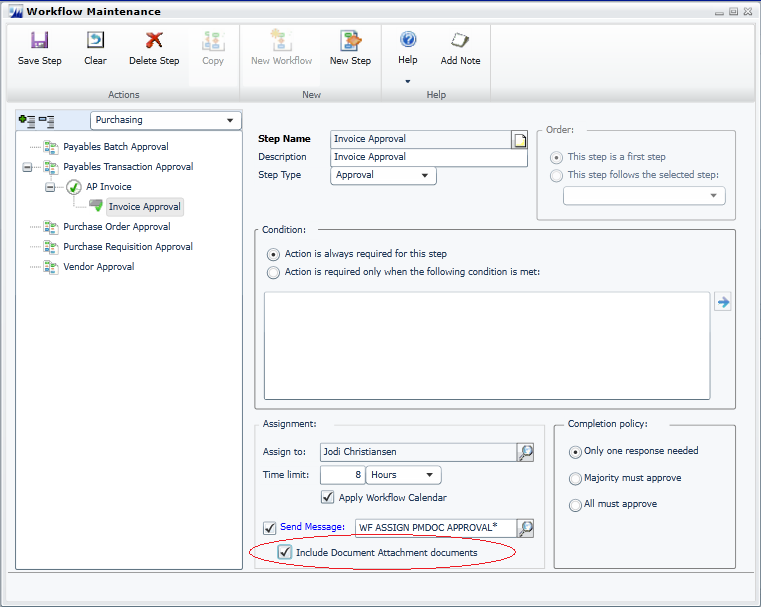 Workflow Maintenance
Save Step
Clear
Delete Step
Copy
New Workflow
New Step
Help
Add Note
Actions
New
Help
Purchasing
Payables Batch Approval
Payables Transaction Approval
AP Invoice
Invoice Approval
Purchase Order Approval
Purchase Requisition Approval
Vendor Approval
Step Name Invoice Approval
Description Invoice Approval
Step Type Approval
Order:
This step is a first step
This step follows the selected step:
Condition:
Action is always required for this step
Action is required only when the following condition is met:
Assignment:
Assign to: Jodi Christiansen
Time limit: 8 Hours
Apply Workflow Calendar
Send Message: WF ASSIGN PMDOC APPROVAL*
Include Document Attachment documents
Completion policy:
Only one response needed
Majority must approve
All must approve